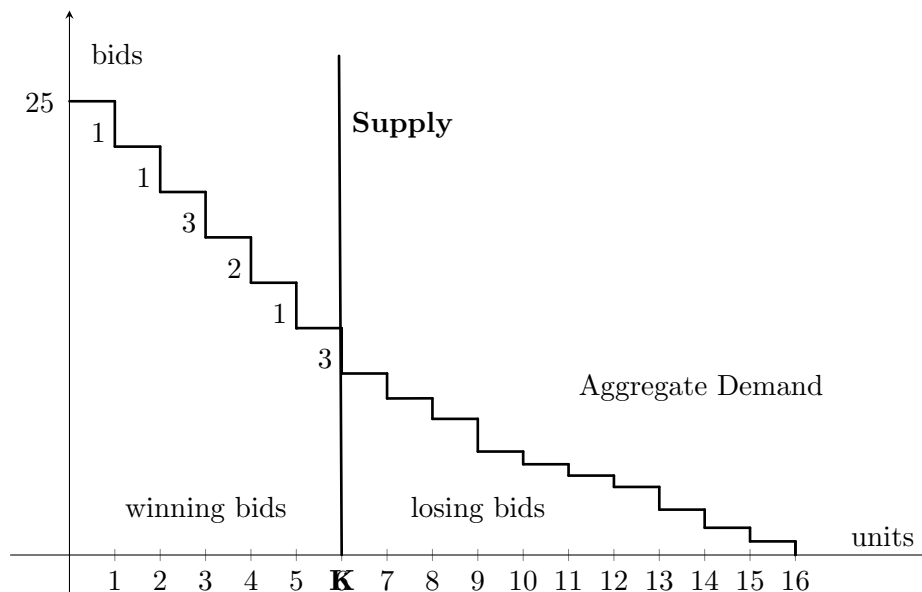 bids
25
1
Supply
1
3
2
1
3
Aggregate Demand
winning bids
losing bids
units
1 2 3 4 5 6 K 7 8 9 10 11 12 13 14 15 16